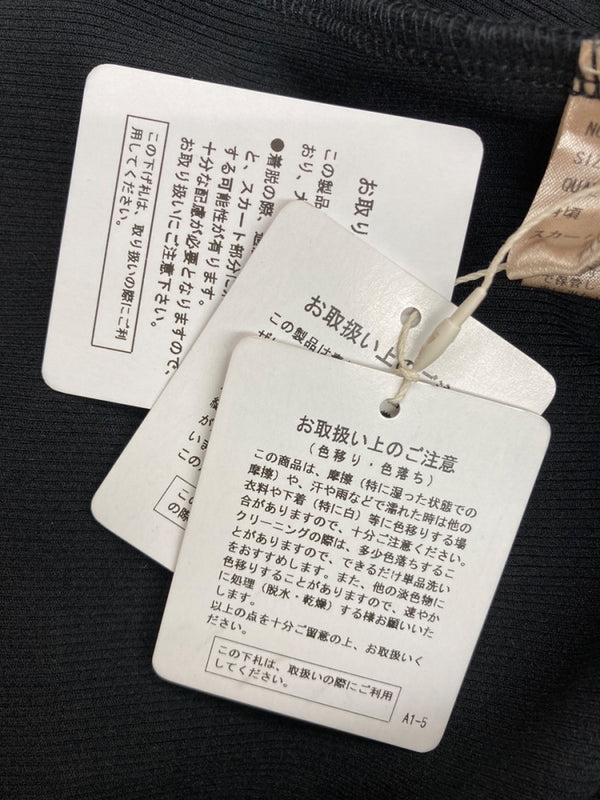 お取り
この製品
おり、
●着脱の際、
と、スカート部分に
する可能性が有ります。
十分な配慮が必要となりますので、
お取り扱いにご注意下さい。
この下げ札は、取り扱いの際にご利
用してください。
お取扱い上のご注
この製品は
お取扱い上のご注意
(色移り・色落ち)
この商品は、摩擦(特に湿った状態での
摩擦)や、汗や雨などで濡れた時は他の
衣料や下着(特に白)等に色移りする場
合がありますので、十分ご注意ください。
クリーニングの際は、多少色落ちするこ
とがありますので、できるだけ単品洗い
をおすすめします。また、他の淡色物に
色移りすることがありますので、速やか
に処理(脱水・乾燥)する様お願いいた
します。
以上の点を十分ご留意の上、お取扱いく
ださい。
この下札は、取扱いの際にご利用
してください。
A1-5
NO
SIZ
QUA
スカー